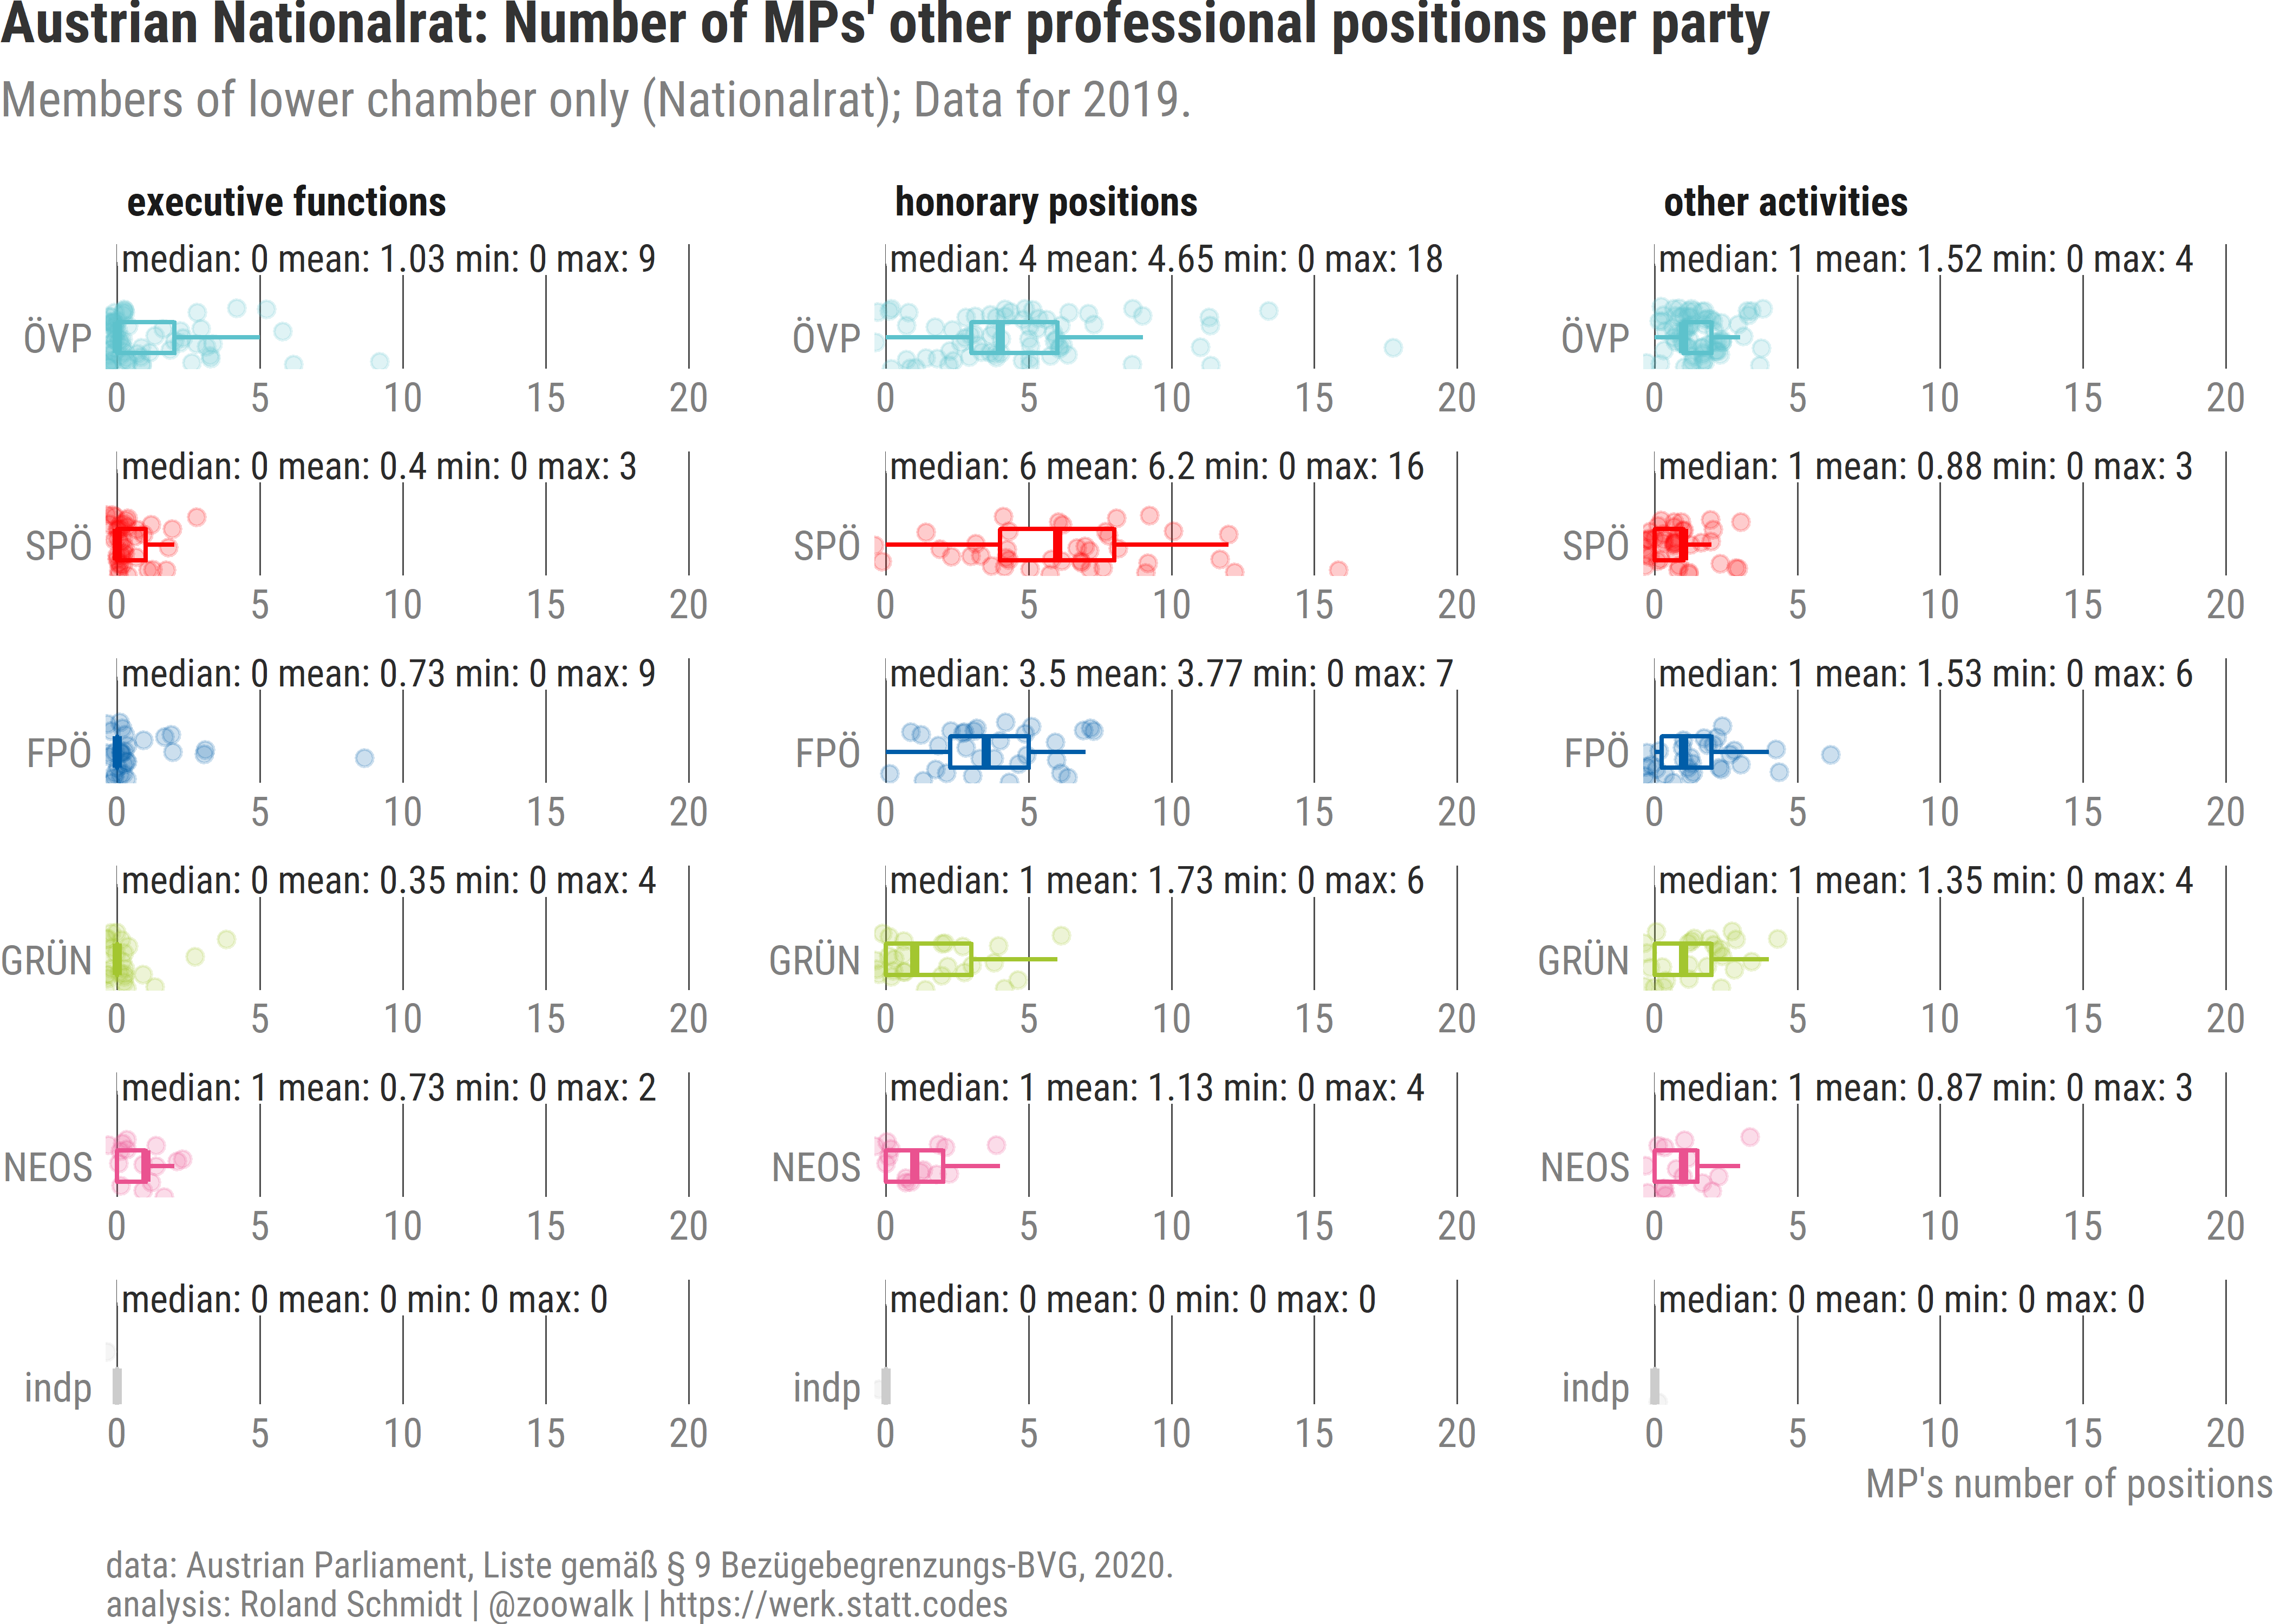 Austrian Nationalrat: Number of MPs' other professional positions per party
Members of lower chamber only (Nationalrat); Data for 2019.
executive functions honorary positions other activities
median: 0 mean: 1.03 min: 0 max: 9 median: 4 mean: 4.65 min: 0 max: 18 median: 1 mean: 1.52 min: 0 max: 4
ÖVP ÖVP ÖVP
0 5 10 15 20 0 5 10 15 20 0 5 10 15 20
median: 0 mean: 0.4 min: 0 max: 3 median: 6 mean: 6.2 min: 0 max: 16 median: 1 mean: 0.88 min: 0 max: 3
SPÖ SPÖ SPÖ
0 5 10 15 20 0 5 10 15 20 0 5 10 15 20
median: 0 mean: 0.73 min: 0 max: 9 median: 3.5 mean: 3.77 min: 0 max: 7 median: 1 mean: 1.53 min: 0 max: 6
FPÖ FPÖ FPÖ
0 5 10 15 20 0 5 10 15 20 0 5 10 15 20
median: 0 mean: 0.35 min: 0 max: 4 median: 1 mean: 1.73 min: 0 max: 6 median: 1 mean: 1.35 min: 0 max: 4
GRÜN GRÜN GRÜN
0 5 10 15 20 0 5 10 15 20 0 5 10 15 20
median: 1 mean: 0.73 min: 0 max: 2 median: 1 mean: 1.13 min: 0 max: 4 median: 1 mean: 0.87 min: 0 max: 3
NEOS NEOS NEOS
0 5 10 15 20 0 5 10 15 20 0 5 10 15 20
median: 0 mean: 0 min: 0 max: 0 median: 0 mean: 0 min: 0 max: 0 median: 0 mean: 0 min: 0 max: 0
indp indp indp
0 5 10 15 20 0 5 10 15 20 0 5 10 15 20
MP's number of positions
data: Austrian Parliament, Liste gemäß § 9 Bezügebegrenzungs-BVG, 2020.
analysis: Roland Schmidt | @zoowalk | https://werk.statt.codes